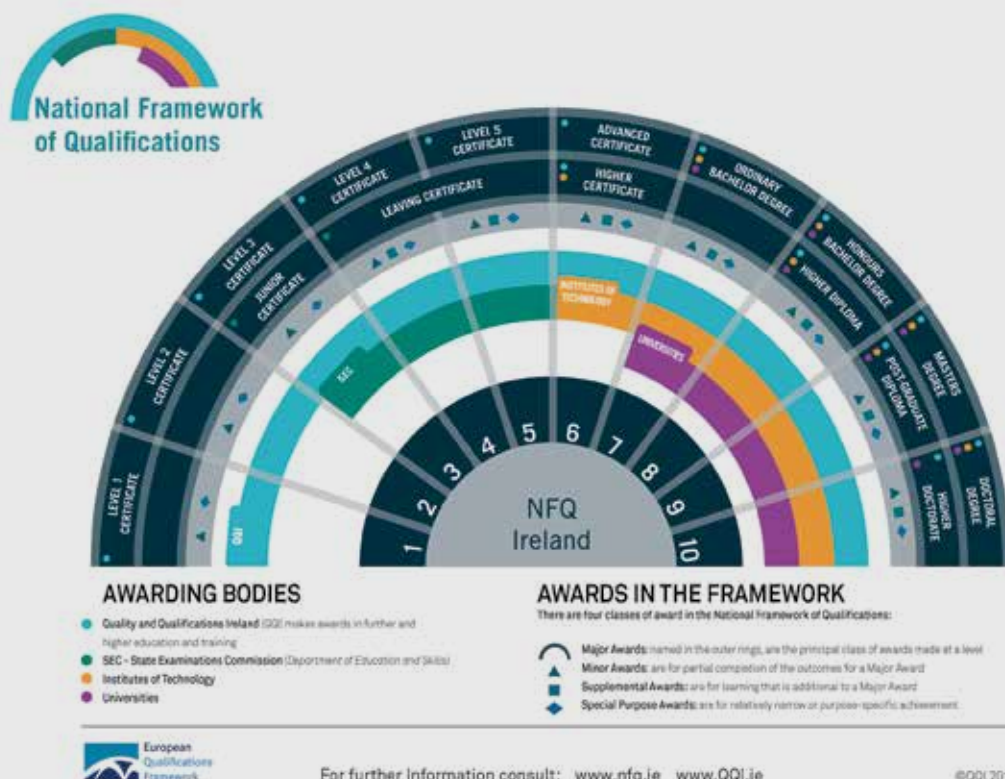 National Framework
of Qualifications
LEVEL 1
CERTIFICATE
LEVEL 2
CERTIFICATE
LEVEL 3
CERTIFICATE
JUNIOR
CERTIFICATE
LEVEL 4
CERTIFICATE
LEVEL 5
CERTIFICATE
LEAVING CERTIFICATE
ADVANCED
CERTIFICATE
HIGHER
CERTIFICATE
ORDINARY
BACHELOR DEGREE
HONOURS
BACHELOR DEGREE
HIGHER DIPLOMA
MASTERS
DEGREE
POST-GRADUATE
DIPLOMA
DOCTORAL
DEGREE
HIGHER
DOCTORATE
QQI
SEC
INSTITUTES OF
TECHNOLOGY
UNIVERSITIES
1
2
3
4
5
6
7
8
9
10
NFQ
Ireland
AWARDING BODIES
Quality and Qualifications Ireland (QQI) makes awards in further and
higher education and training
SEC - State Examinations Commission (Department of Education and Skills)
Institutes of Technology
Universities
AWARDS IN THE FRAMEWORK
There are four classes of award in the National Framework of Qualifications:
Major Awards: named in the outer rings, are the principal class of awards made at a level
Minor Awards: are for partial completion of the outcomes for a Major Award
Supplemental Awards: are for learning that is additional to a Major Award
Special Purpose Awards: are for relatively narrow or purpose-specific achievement
European
Qualifications
Framework
For further Information consult: www.nfq.ie www.QQI.ie